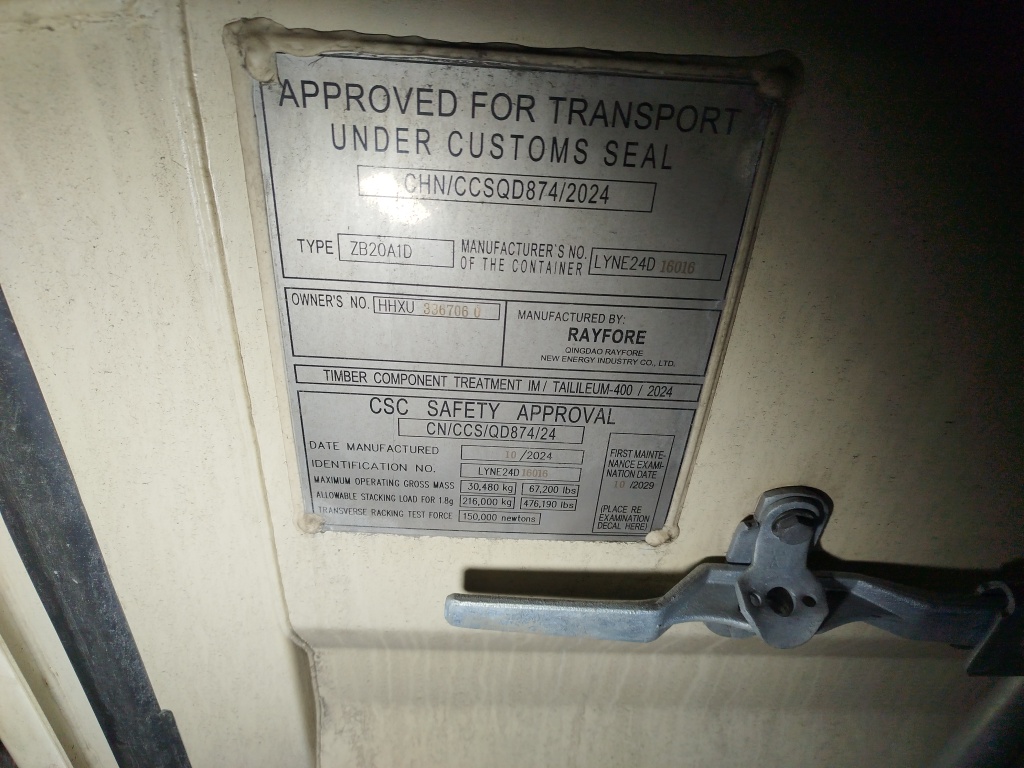 APPROVED FOR TRANSPORT
UNDER CUSTOMS SEAL
CHN/CCSQD874/2024
TYPE ZB20A1D MANUFACTURER'S NO. OF THE CONTAINER LYNE24D 16016
OWNER'S NO. HHXU 336706 0
MANUFACTURED BY:
RAYFORE
QINGDAO RAYFORE
NEW ENERGY INDUSTRY CO., LTD.
TIMBER COMPONENT TREATMENT IM / TAILILEUM-400 / 2024
CSC SAFETY APPROVAL
CN/CCS/QD874/24
DATE MANUFACTURED 10 /2024
IDENTIFICATION NO. LYNE24D 16016
MAXIMUM OPERATING GROSS MASS 30,480 kg 67,200 lbs
ALLOWABLE STACKING LOAD FOR 1.8g 216,000 kg 476,190 lbs
TRANSVERSE RACKING TEST FORCE 150,000 newtons
FIRST MAINTE-
NANCE EXAMI-
NATION DATE
10 /2029
(PLACE RE
EXAMINATION
DECAL HERE)